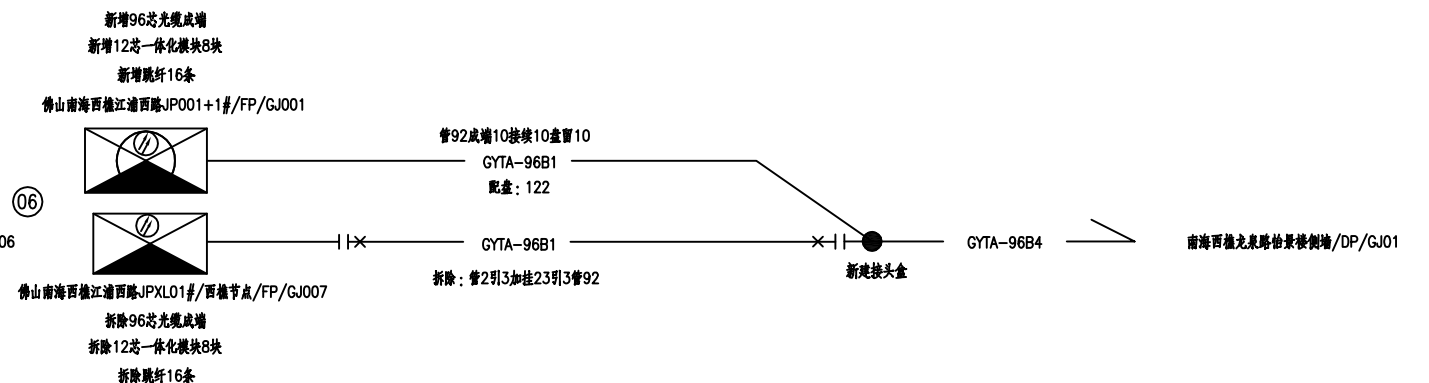 新增96芯光缆成端
新增12芯一体化模块8块
新增跳纤16条
佛山南海西樵江浦西路JP001+1#/FP/GJ001
管92成端10接续10盘留10
GYTA-96B1
配盘：122
06
06
GYTA-96B1
GYTA-96B4
南海西樵龙泉路怡景楼侧墙/DP/GJ01
新建接头盒
拆除：管2引3加挂23引3管92
佛山南海西樵江浦西路JPXL01#/西樵节点/FP/GJ007
拆除96芯光缆成端
拆除12芯一体化模块8块
拆除跳纤16条